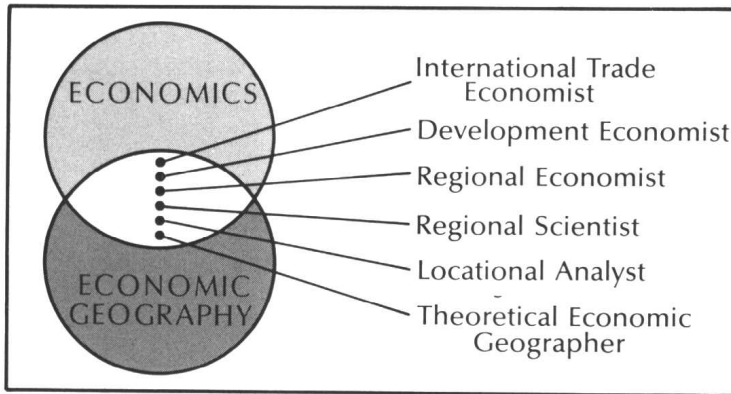 ECONOMICS
International Trade
Economist
Development Economist
Regional Economist
Regional Scientist
Locational Analyst
ECONOMIC
GEOGRAPHY
Theoretical Economic
Geographer